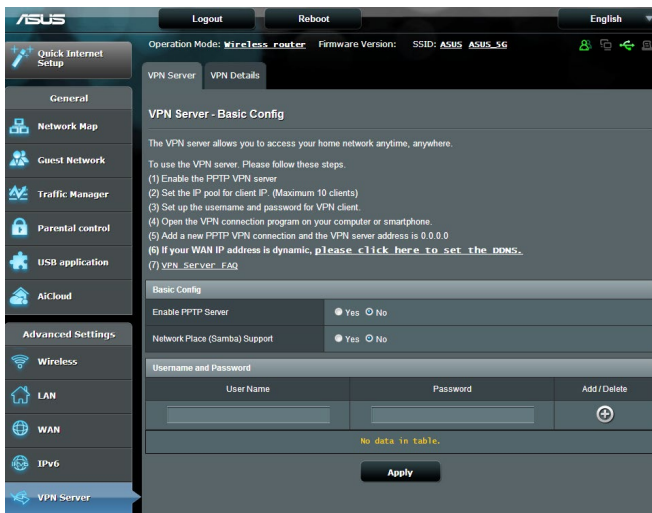 ASUS
Logout
Reboot
English
Quick Internet Setup
Operation Mode: Wireless router Firmware Version: SSID: ASUS ASUS_5G
VPN Server
VPN Details
General
Network Map
Guest Network
Traffic Manager
Parental control
USB application
AiCloud
Advanced Settings
Wireless
LAN
WAN
IPv6
VPN Server
VPN Server - Basic Config
The VPN server allows you to access your home network anytime, anywhere.
To use the VPN server. Please follow these steps.
(1) Enable the PPTP VPN server
(2) Set the IP pool for client IP. (Maximum 10 clients)
(3) Set up the username and password for VPN client.
(4) Open the VPN connection program on your computer or smartphone.
(5) Add a new PPTP VPN connection and the VPN server address is 0.0.0.0
(6) If your WAN IP address is dynamic, please click here to set the DDNS.
(7) VPN Server FAQ
Basic Config
Enable PPTP Server Yes No
Network Place (Samba) Support Yes No
Username and Password
User Name Password Add / Delete
No data in table.
Apply